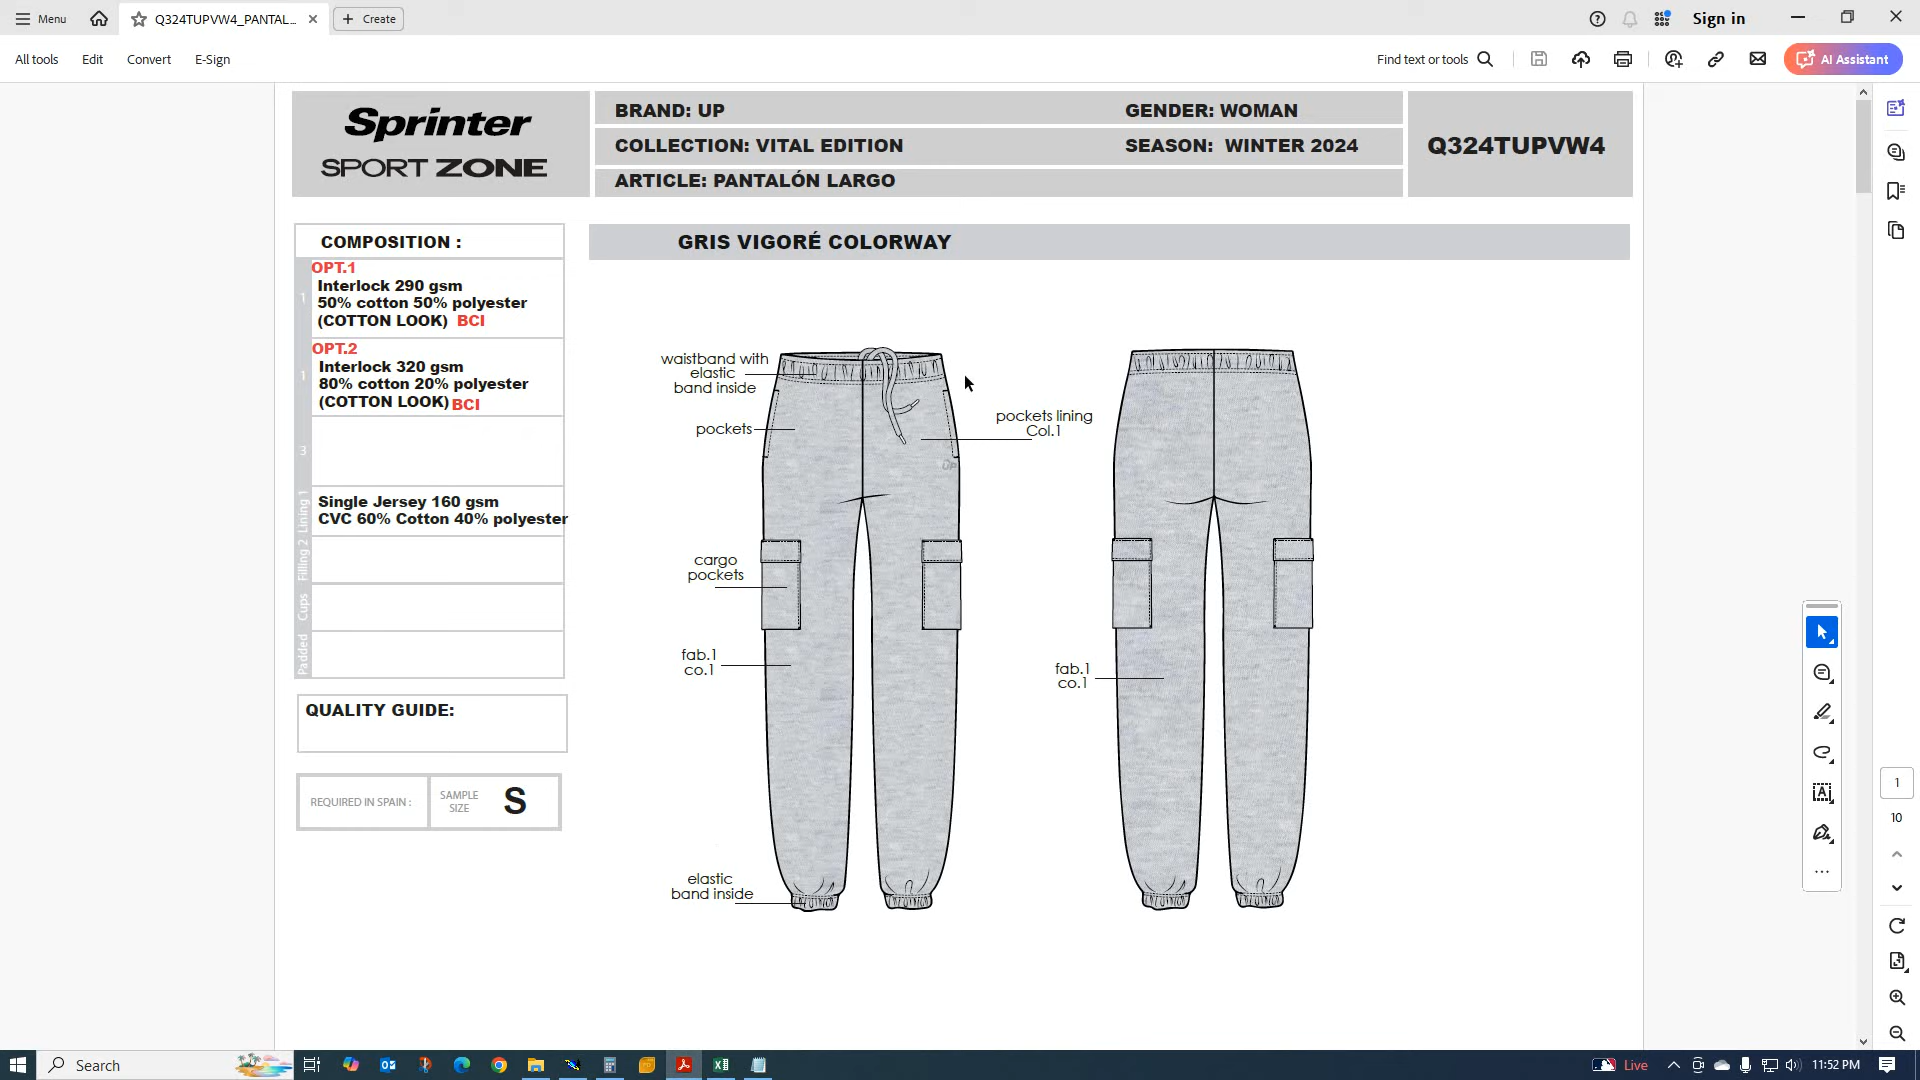 Menu
Q324TUPVW4_PANTAL...
Create
Sign in
All tools
Edit
Convert
E-Sign
Find text or tools
AI Assistant
Sprinter
SPORT ZONE
BRAND: UP
GENDER: WOMAN
COLLECTION: VITAL EDITION
SEASON: WINTER 2024
ARTICLE: PANTALÓN LARGO
Q324TUPVW4
COMPOSITION :
GRIS VIGORÉ COLORWAY
1
OPT.1
Interlock 290 gsm
50% cotton 50% polyester
(COTTON LOOK) BCI
1
OPT.2
Interlock 320 gsm
80% cotton 20% polyester
(COTTON LOOK) BCI
3
Lining 1
Single Jersey 160 gsm
CVC 60% Cotton 40% polyester
Filling 2
Cups
Padded
QUALITY GUIDE:
REQUIRED IN SPAIN :
SAMPLE
SIZE
S
waistband with
elastic
band inside
pockets
pockets lining
Col.1
UP
cargo
pockets
fab.1
co.1
fab.1
co.1
elastic
band inside
1
10
Search
Live
11:52 PM